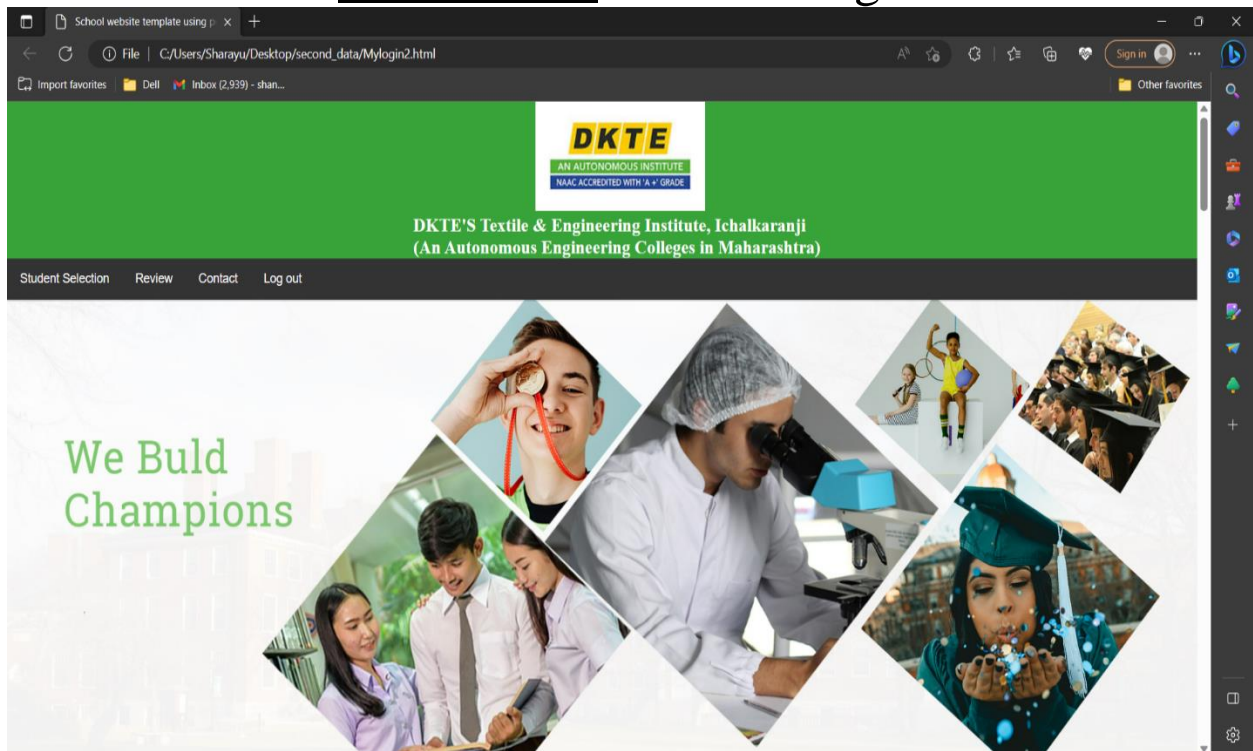 School website template using p
File | C:/Users/Sharayu/Desktop/second_data/Mylogin2.html
Sign in
Import favorites
Dell
Inbox (2,939) - shan...
Other favorites
DKTE
AN AUTONOMOUS INSTITUTE
NAAC ACCREDITED WITH 'A +' GRADE
DKTE'S Textile & Engineering Institute, Ichalkaranji
(An Autonomous Engineering Colleges in Maharashtra)
Student Selection Review Contact Log out
We Buld
Champions